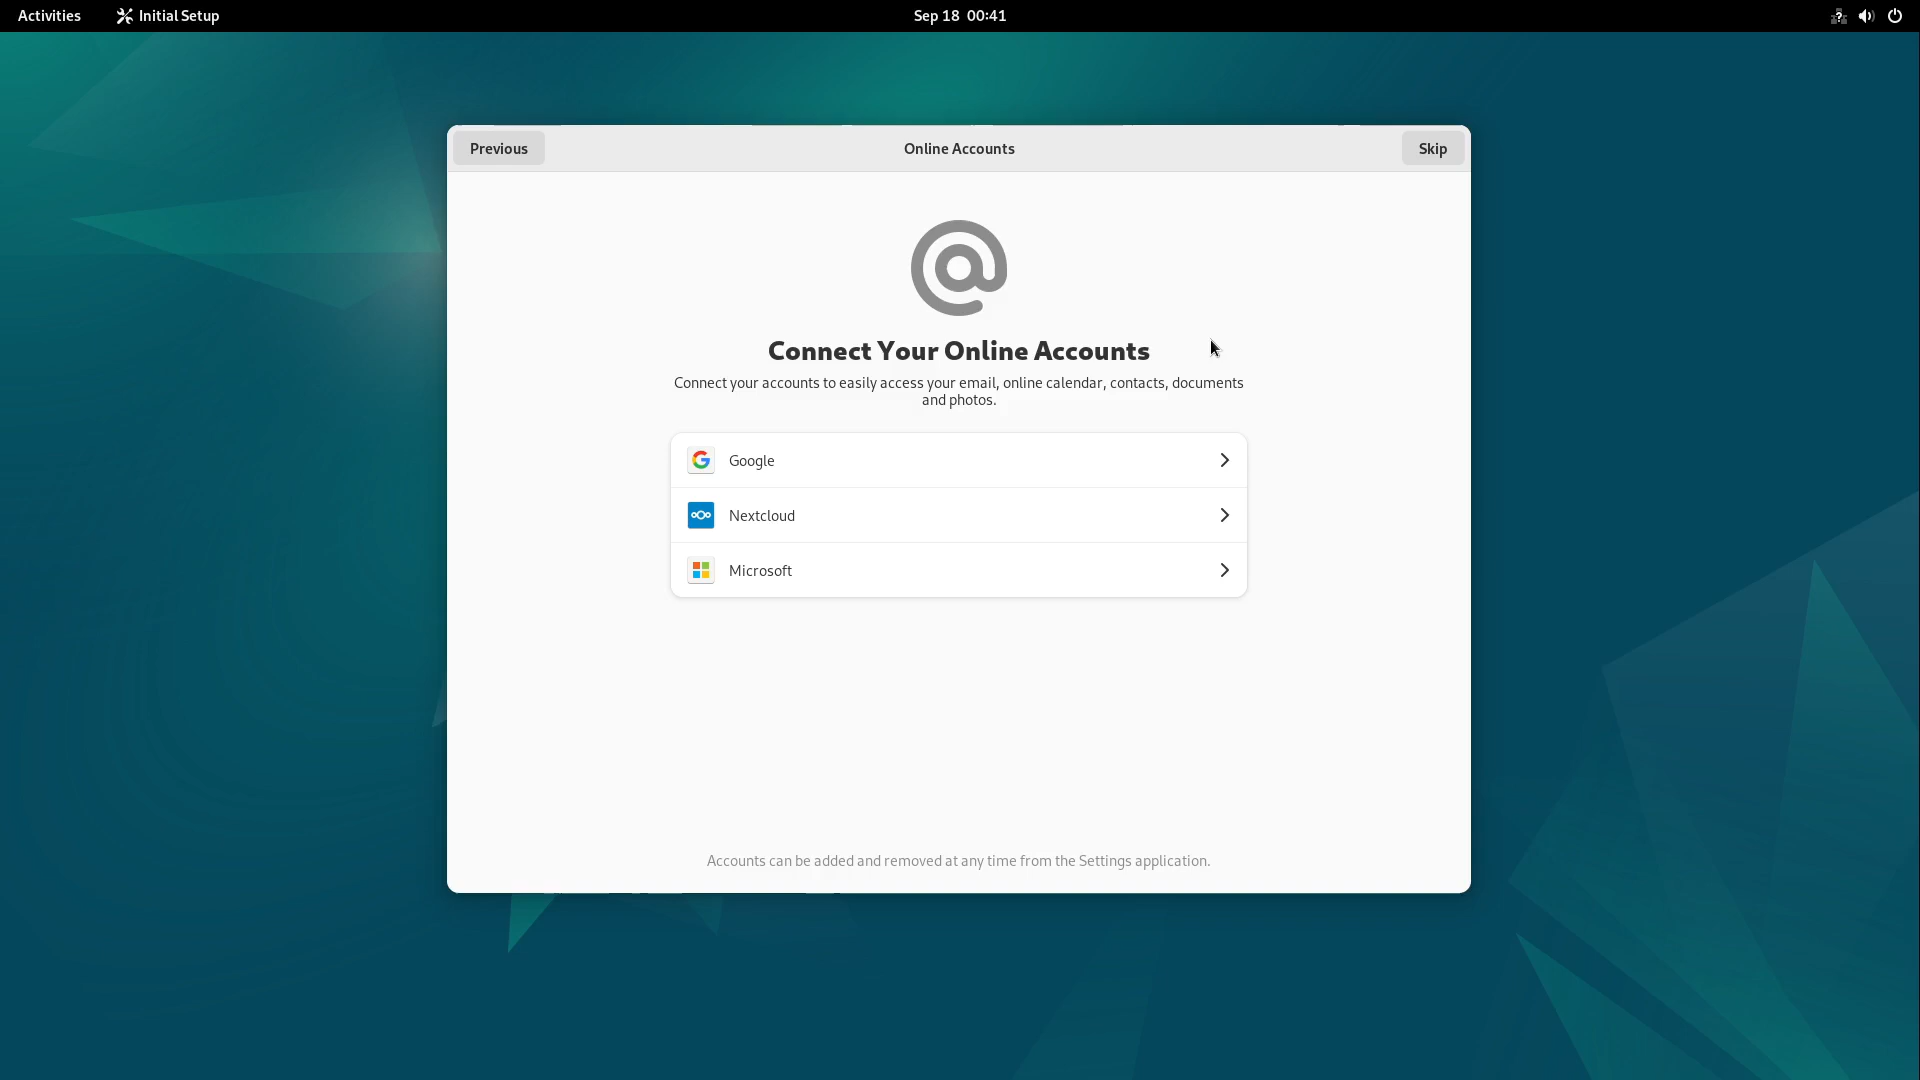 Activities Initial Setup Sep 18 00:41
Previous Online Accounts Skip
Connect Your Online Accounts
Connect your accounts to easily access your email, online calendar, contacts, documents
and photos.
Google
Nextcloud
Microsoft
Accounts can be added and removed at any time from the Settings application.